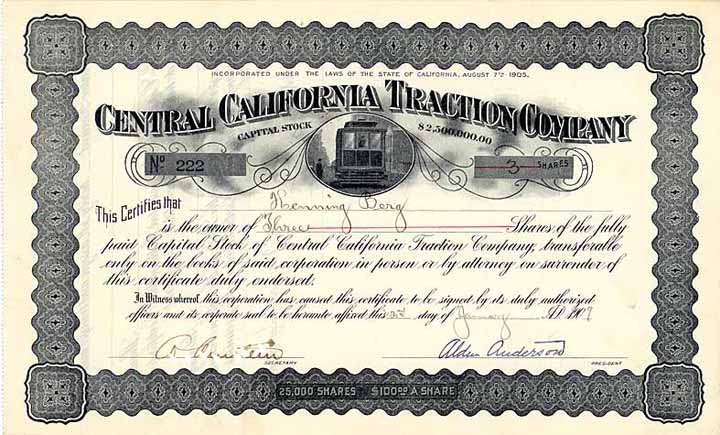 INCORPORATED UNDER THE LAWS OF THE STATE OF CALIFORNIA, AUGUST 7TH 1905.
CENTRAL CALIFORNIA TRACTION COMPANY
CAPITAL STOCK $2,500,000.00
No. 222 3 SHARES
This Certifies that Henning Berg
is the owner of Three Shares of the fully
paid Capital Stock of Central California Traction Company, transferable
only on the books of said corporation in person or by attorney on surrender of
this certificate duly endorsed.
In Witness whereof, this corporation has caused this certificate to be signed by its duly authorized
officers and its corporate seal to be hereunto affixed this 2nd day of January A.D. 1909
Alden Anderson
SECRETARY PRESIDENT
25,000 SHARES $100.00 A SHARE